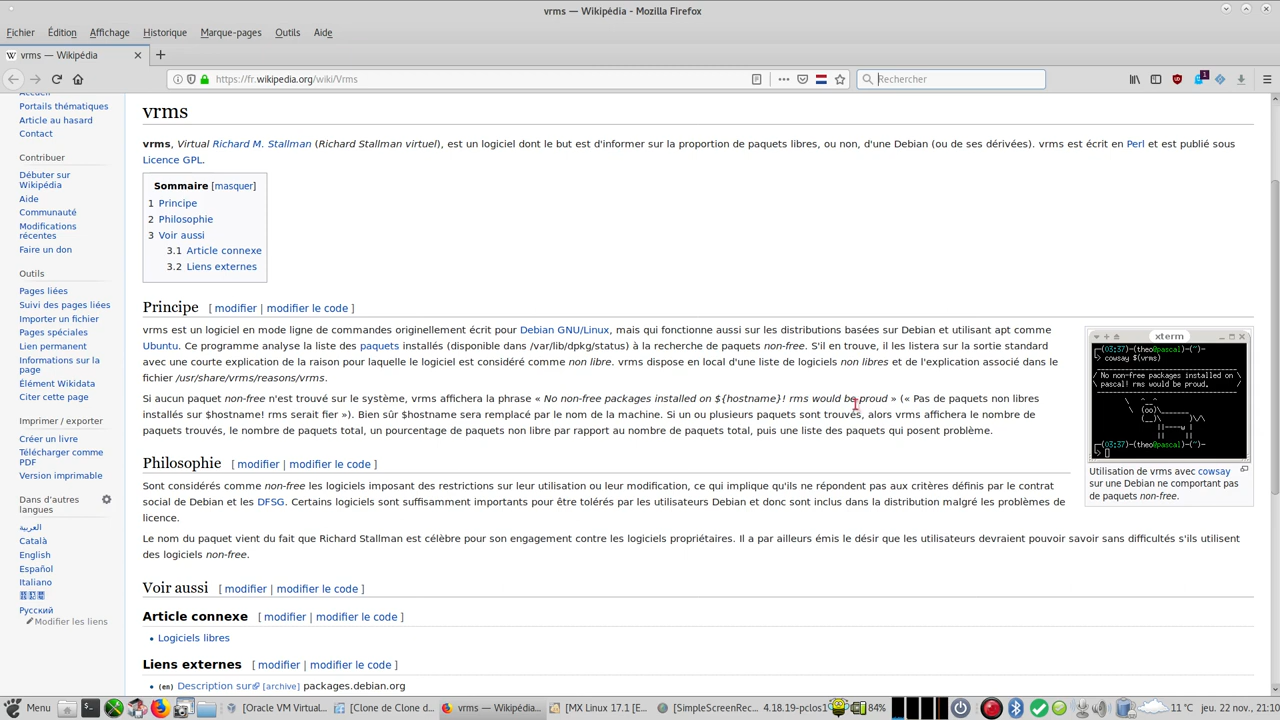 vrms — Wikipédia - Mozilla Firefox
Fichier Édition Affichage Historique Marque-pages Outils Aide
W vrms — Wikipédia
https://fr.wikipedia.org/wiki/Vrms
Rechercher
1
Accueil
Portails thématiques
Article au hasard
Contact
Contribuer
Débuter sur
Wikipédia
Aide
Communauté
Modifications
récentes
Faire un don
Outils
Pages liées
Suivi des pages liées
Importer un fichier
Pages spéciales
Lien permanent
Informations sur la
page
Élément Wikidata
Citer cette page
Imprimer / exporter
Créer un livre
Télécharger comme
PDF
Version imprimable
Dans d’autres
langues
العربية
Català
English
Español
Italiano
Русский
Modifier les liens
vrms
vrms, Virtual Richard M. Stallman (Richard Stallman virtuel), est un logiciel dont le but est d'informer sur la proportion de paquets libres, ou non, d'une Debian (ou de ses dérivées). vrms est écrit en Perl et est publié sous
Licence GPL.
Sommaire [masquer]
1 Principe
2 Philosophie
3 Voir aussi
3.1 Article connexe
3.2 Liens externes
Principe [ modifier | modifier le code ]
vrms est un logiciel en mode ligne de commandes originellement écrit pour Debian GNU/Linux, mais qui fonctionne aussi sur les distributions basées sur Debian et utilisant apt comme
Ubuntu. Ce programme analyse la liste des paquets installés (disponible dans /var/lib/dpkg/status) à la recherche de paquets non-free. S'il en trouve, il les listera sur la sortie standard
avec une courte explication de la raison pour laquelle le logiciel est considéré comme non libre. vrms dispose en local d'une liste de logiciels non libres et de l'explication associé dans le
fichier /usr/share/vrms/reasons/vrms.
Si aucun paquet non-free n'est trouvé sur le système, vrms affichera la phrase « No non-free packages installed on ${hostname}! rms would be proud » (« Pas de paquets non libres
installés sur $hostname! rms serait fier »). Bien sûr $hostname sera remplacé par le nom de la machine. Si un ou plusieurs paquets sont trouvés, alors vrms affichera le nombre de
paquets trouvés, le nombre de paquets total, un pourcentage de paquets non libre par rapport au nombre de paquets total, puis une liste des paquets qui posent problème.
xterm
(03:37)-(theo@pascal)-(~)-
cowsay $(vrms)
/ No non-free packages installed on \
\ pascal! rms would be proud. /
\ ^__^
\ (oo)\_______
(__)\ )\/\
||----w |
|| ||
(03:37)-(theo@pascal)-(~)-
Utilisation de vrms avec cowsay
sur une Debian ne comportant pas
de paquets non-free.
Philosophie [ modifier | modifier le code ]
Sont considérés comme non-free les logiciels imposant des restrictions sur leur utilisation ou leur modification, ce qui implique qu'ils ne répondent pas aux critères définis par le contrat
social de Debian et les DFSG. Certains logiciels sont suffisamment importants pour être tolérés par les utilisateurs Debian et donc sont inclus dans la distribution malgré les problèmes de
licence.
Le nom du paquet vient du fait que Richard Stallman est célèbre pour son engagement contre les logiciels propriétaires. Il a par ailleurs émis le désir que les utilisateurs devraient pouvoir savoir sans difficultés s'ils utilisent
des logiciels non-free.
Voir aussi [ modifier | modifier le code ]
Article connexe [ modifier | modifier le code ]
• Logiciels libres
Liens externes [ modifier | modifier le code ]
• (en) Description sur [archive] packages.debian.org
Menu [Oracle VM Virtual... [Clone de Clone d... vrms — Wikipédia... [MX Linux 17.1 [E... [SimpleScreenRec... 4.18.19-pclos1 84% 11 °C jeu. 22 nov., 21:10